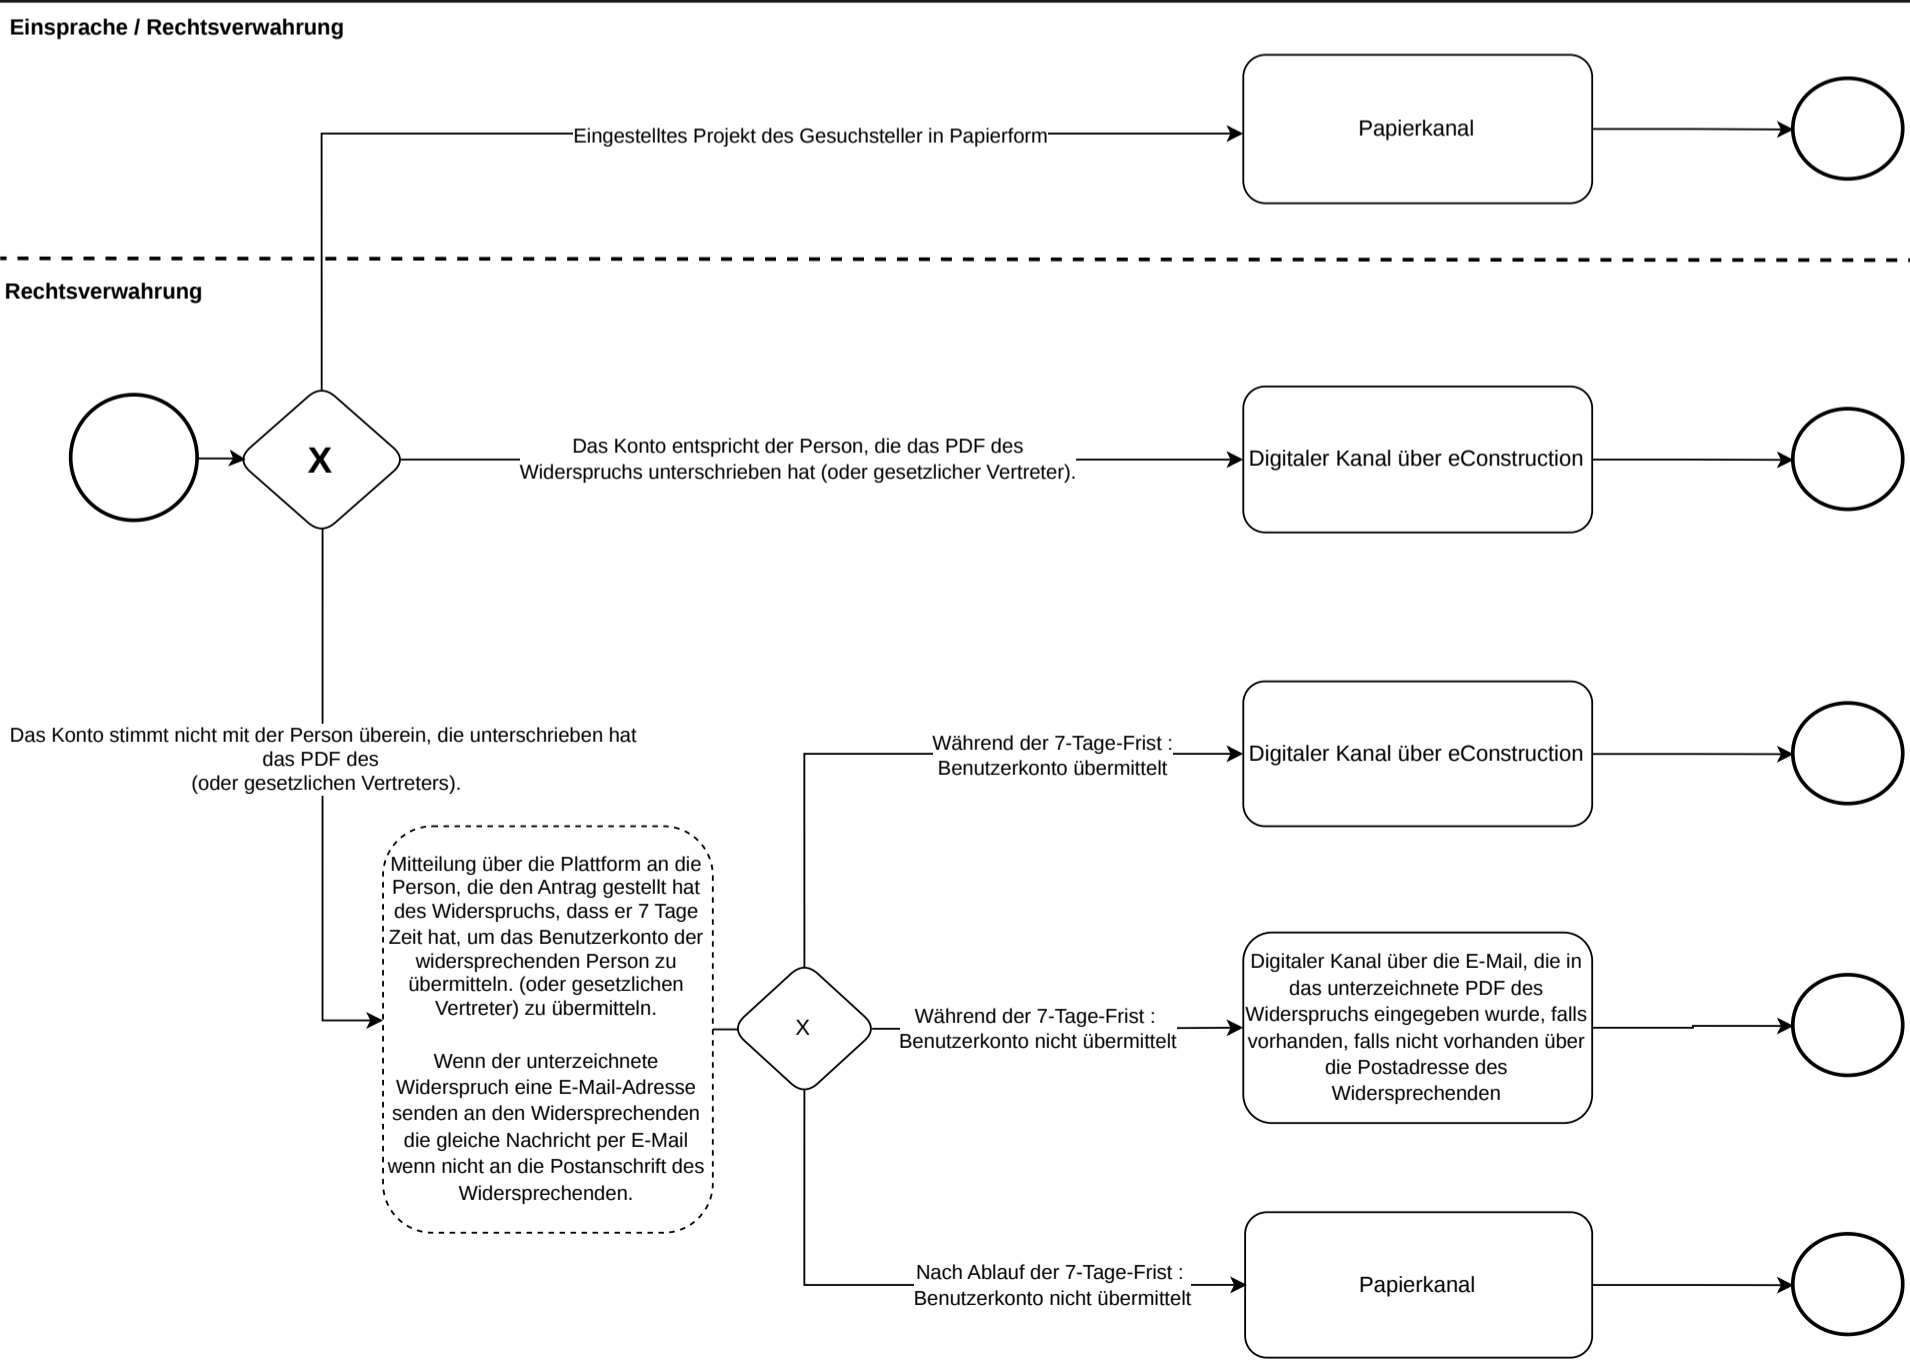 Einsprache / Rechtsverwahrung
Eingestelltes Projekt des Gesuchsteller in Papierform
Papierkanal
Rechtsverwahrung
X
Das Konto entspricht der Person, die das PDF des
Widerspruchs unterschrieben hat (oder gesetzlicher Vertreter).
Digitaler Kanal über eConstruction
Das Konto stimmt nicht mit der Person überein, die unterschrieben hat
das PDF des
(oder gesetzlichen Vertreters).
Mitteilung über die Plattform an die
Person, die den Antrag gestellt hat
des Widerspruchs, dass er 7 Tage
Zeit hat, um das Benutzerkonto der
widersprechenden Person zu
übermitteln. (oder gesetzlichen
Vertreter) zu übermitteln.
Wenn der unterzeichnete
Widerspruch eine E-Mail-Adresse
senden an den Widersprechenden
die gleiche Nachricht per E-Mail
wenn nicht an die Postanschrift des
Widersprechenden.
X
Während der 7-Tage-Frist :
Benutzerkonto übermittelt
Digitaler Kanal über eConstruction
Während der 7-Tage-Frist :
Benutzerkonto nicht übermittelt
Digitaler Kanal über die E-Mail, die in
das unterzeichnete PDF des
Widerspruchs eingegeben wurde, falls
vorhanden, falls nicht vorhanden über
die Postadresse des
Widersprechenden
Nach Ablauf der 7-Tage-Frist :
Benutzerkonto nicht übermittelt
Papierkanal